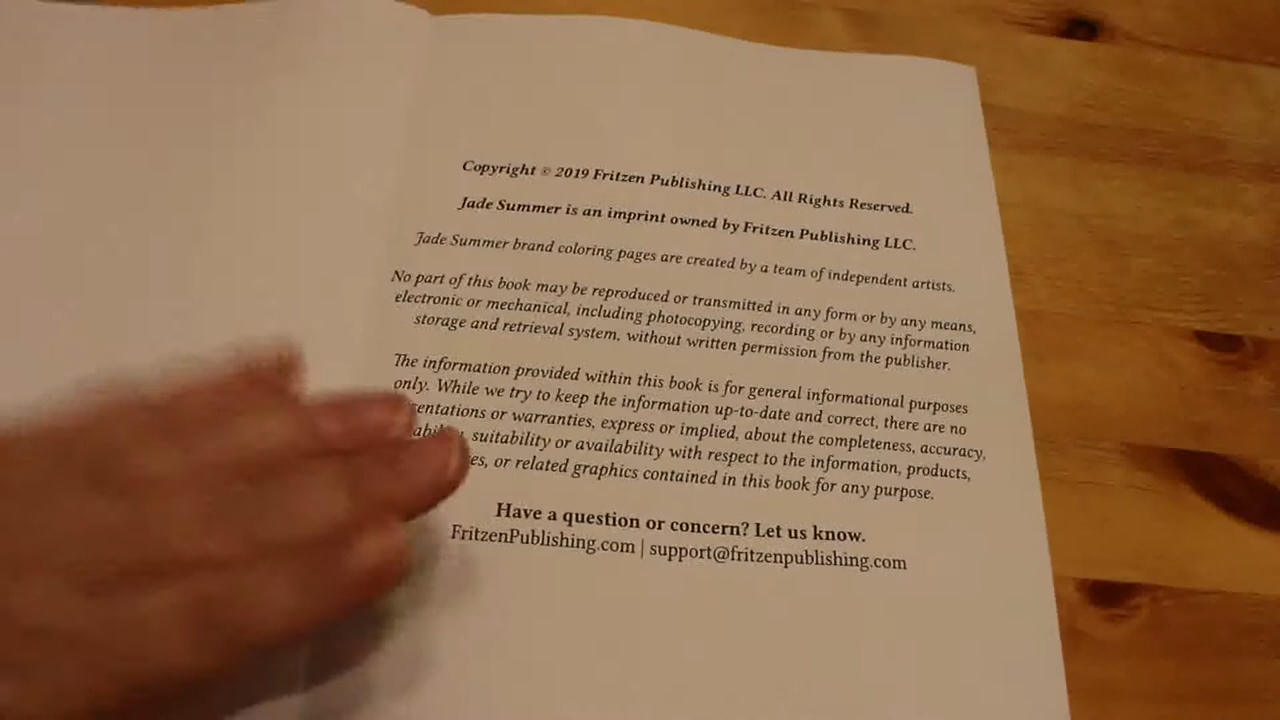 Copyright © 2019 Fritzen Publishing LLC. All Rights Reserved.
Jade Summer is an imprint owned by Fritzen Publishing LLC.
Jade Summer brand coloring pages are created by a team of independent artists.
No part of this book may be reproduced or transmitted in any form or by any means,
electronic or mechanical, including photocopying, recording or by any information
storage and retrieval system, without written permission from the publisher.
The information provided within this book is for general informational purposes
only. While we try to keep the information up-to-date and correct, there are no
or warranties, express or implied, about the completeness, accuracy,
suitability or availability with respect to the information, products,
or related graphics contained in this book for any purpose.
Have a question or concern? Let us know.
FritzenPublishing.com | support@fritzenpublishing.com